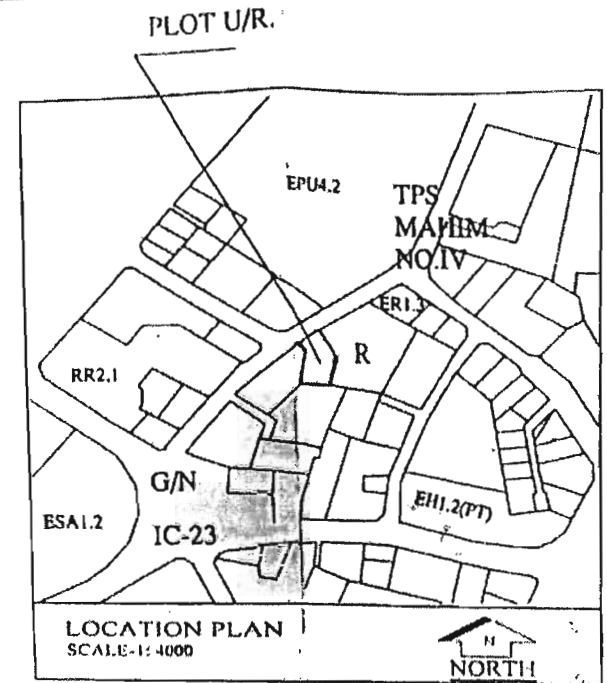 PLOT U/R.
EPU4.2
TPS
MAHIM
NO.IV
ER1.3
R
RR2.1
G/N
ESA1.2
IC-23
EH1.2(PT)
LOCATION PLAN
SCALE-1:4000
N
NORTH